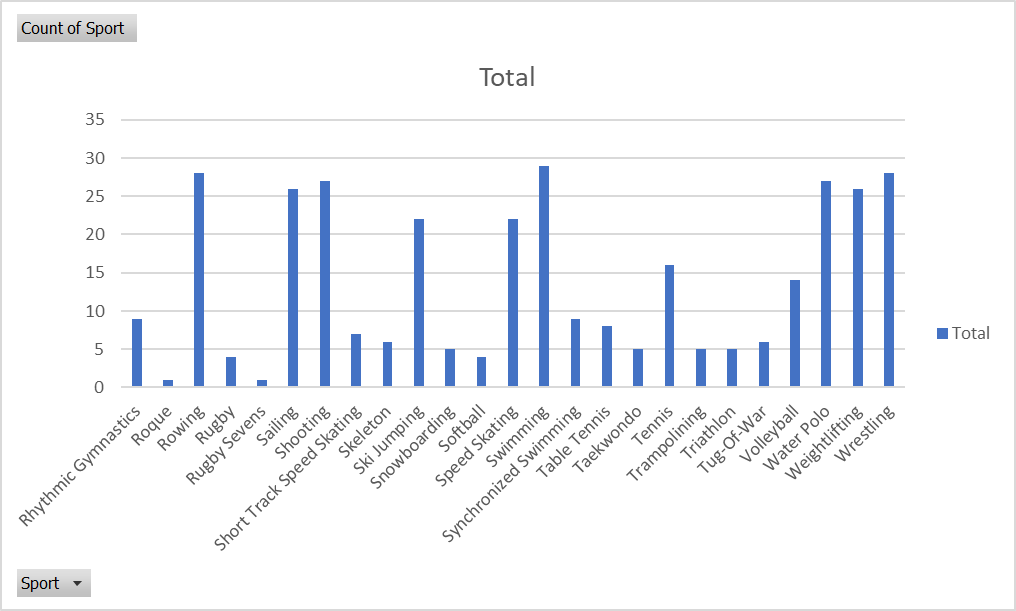 Count of Sport
Total
35
30
25
20
15
10
5
0
Rhythmic Gymnastics
Roque
Rowing
Rugby
Rugby Sevens
Sailing
Shooting
Short Track Speed Skating
Skeleton
Ski Jumping
Snowboarding
Softball
Speed Skating
Swimming
Synchronized Swimming
Table Tennis
Taekwondo
Tennis
Trampolining
Triathlon
Tug-Of-War
Volleyball
Water Polo
Weightlifting
Wrestling
Total
Sport